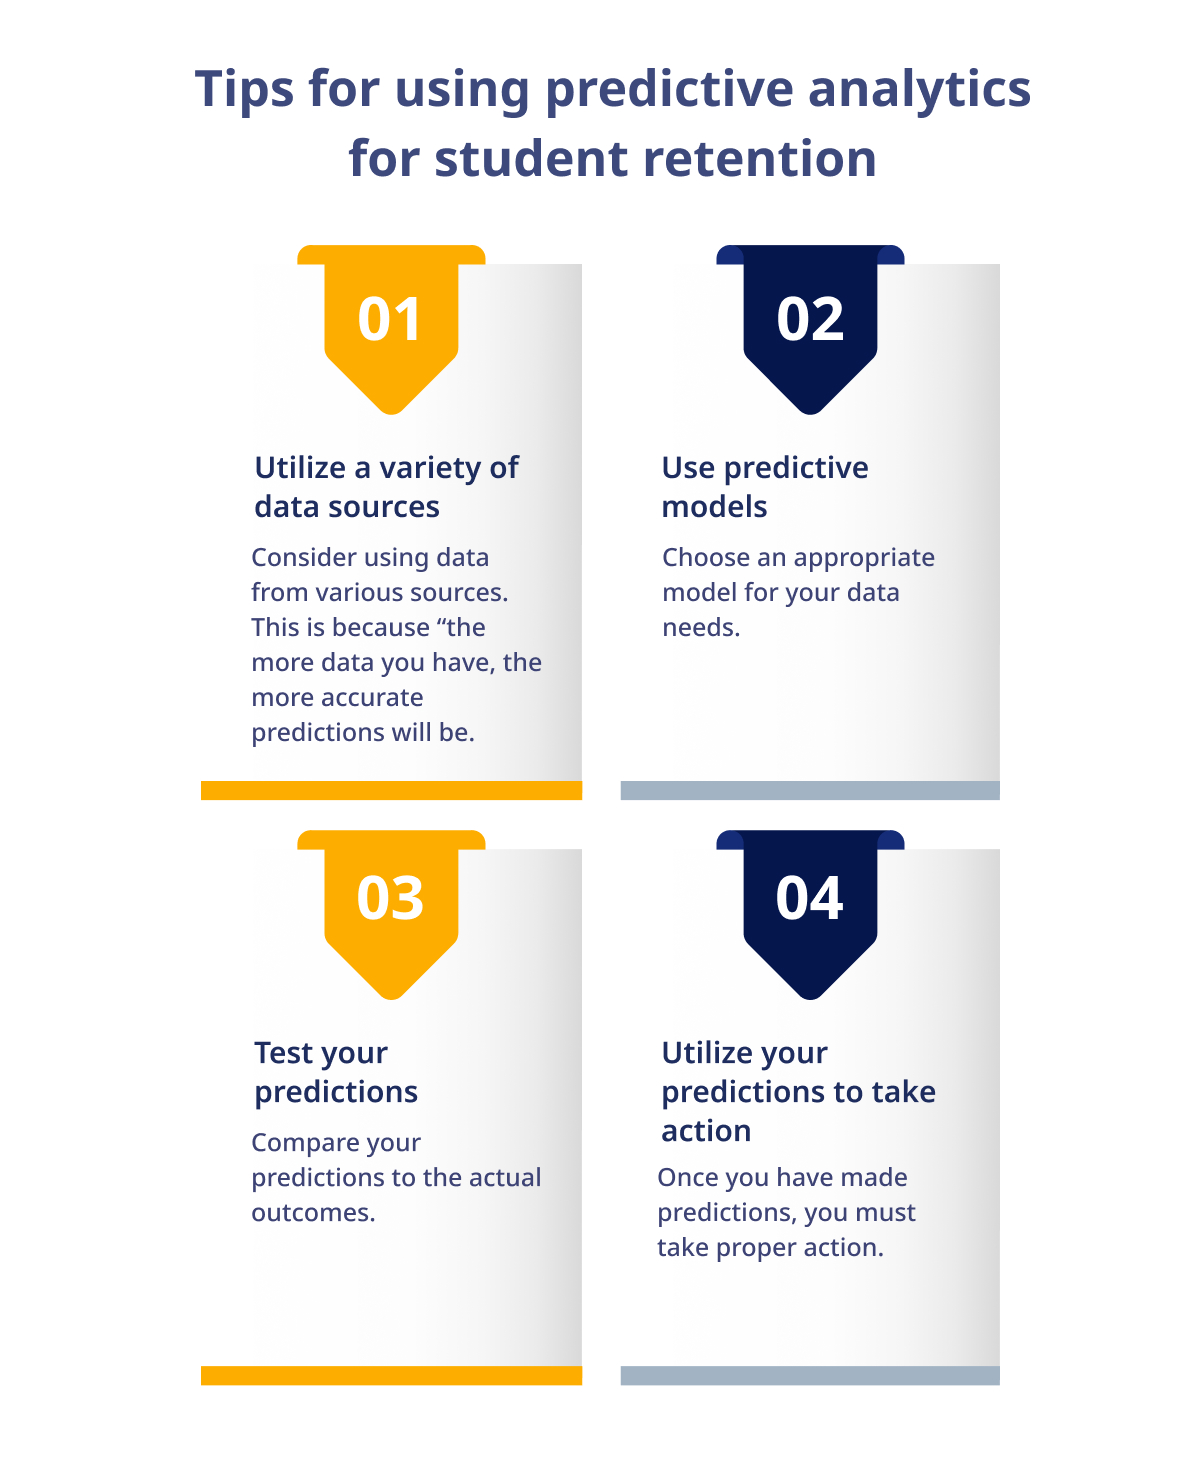 Tips for using predictive analytics
for student retention
01
Utilize a variety of
data sources
Consider using data
from various sources.
This is because “the
more data you have, the
more accurate
predictions will be.
02
Use predictive
models
Choose an appropriate
model for your data
needs.
03
Test your
predictions
Compare your
predictions to the actual
outcomes.
04
Utilize your
predictions to take
action
Once you have made
predictions, you must
take proper action.